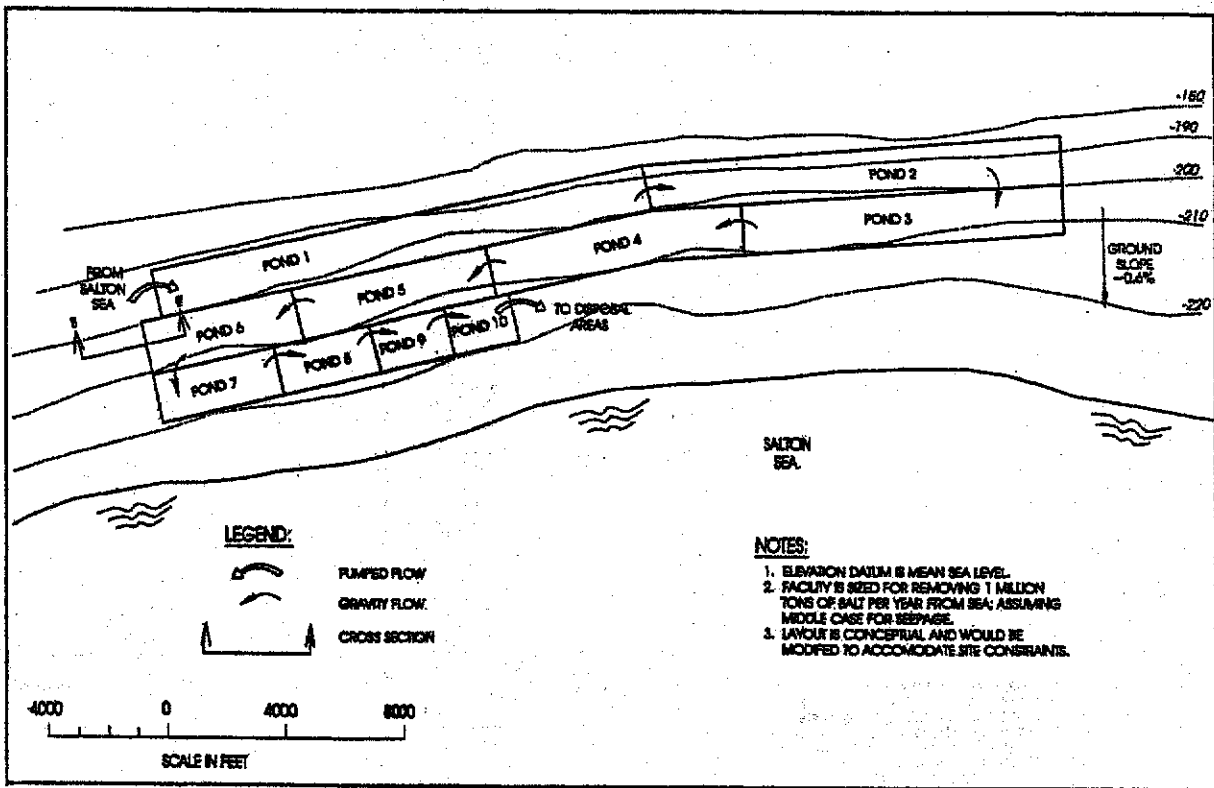 -180
-190
-200
-210
-220
POND 2
POND 3
POND 1
POND 4
POND 5
POND 6
POND 7
POND 8
POND 9
POND 10
FROM
SALTON
SEA
TO DISPOSAL
AREAS
GROUND
SLOPE
~0.6%
SALTON
SEA
LEGEND:
PUMPED FLOW
GRAVITY FLOW
CROSS SECTION
NOTES:
1. ELEVATION DATUM IS MEAN SEA LEVEL.
2. FACILITY IS SIZED FOR REMOVING 1 MILLION
TONS OF SALT PER YEAR FROM SEA; ASSUMING
MIDDLE CASE FOR SEEPAGE.
3. LAYOUT IS CONCEPTUAL AND WOULD BE
MODIFED TO ACCOMODATE SITE CONSTRAINTS.
-4000 0 4000 8000
SCALE IN FEET